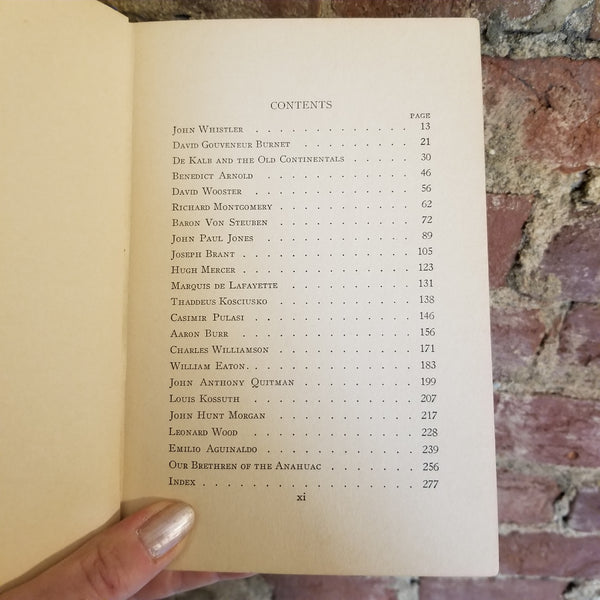 CONTENTS
PAGE
JOHN WHISTLER . . . . . . . . . . . . . 13
DAVID GOUVENEUR BURNET . . . . . . . . . . 21
DE KALB AND THE OLD CONTINENTALS . . . . . 30
BENEDICT ARNOLD . . . . . . . . . . . . 46
DAVID WOOSTER . . . . . . . . . . . . . 56
RICHARD MONTGOMERY . . . . . . . . . . . 62
BARON VON STEUBEN . . . . . . . . . . . 72
JOHN PAUL JONES . . . . . . . . . . . . 89
JOSEPH BRANT . . . . . . . . . . . . . 105
HUGH MERCER . . . . . . . . . . . . . . 123
MARQUIS DE LAFAYETTE . . . . . . . . . . 131
THADDEUS KOSCIUSKO . . . . . . . . . . . 138
CASIMIR PULASI . . . . . . . . . . . . 146
AARON BURR . . . . . . . . . . . . . . 156
CHARLES WILLIAMSON . . . . . . . . . . . 171
WILLIAM EATON . . . . . . . . . . . . . 183
JOHN ANTHONY QUITMAN . . . . . . . . . 199
LOUIS KOSSUTH . . . . . . . . . . . . . 207
JOHN HUNT MORGAN . . . . . . . . . . . 217
LEONARD WOOD . . . . . . . . . . . . . 228
EMILIO AGUINALDO . . . . . . . . . . . . 239
OUR BRETHREN OF THE ANAHUAC . . . . . . . 256
INDEX . . . . . . . . . . . . . . . . 277
xi